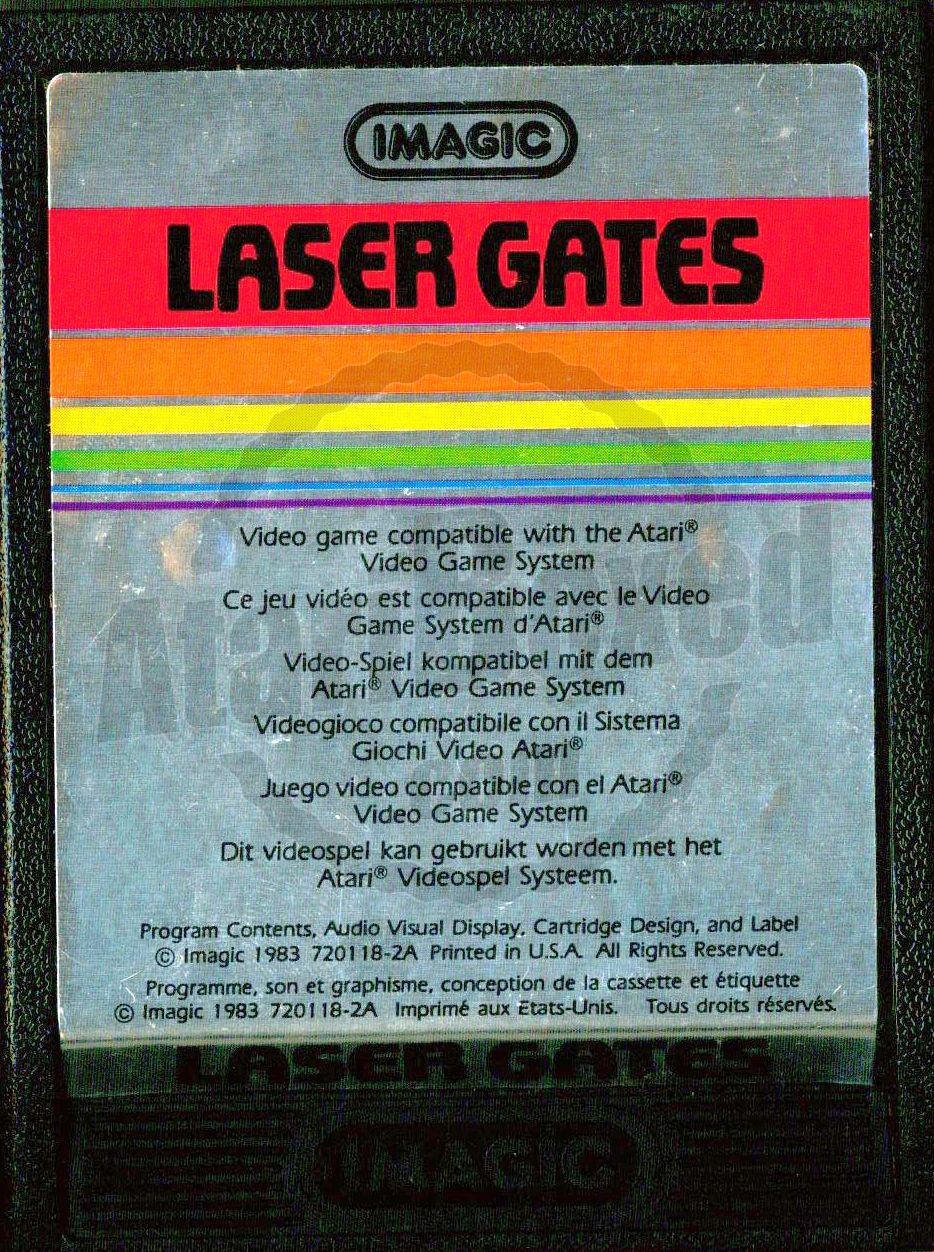 IMAGIC
LASER GATES
Video game compatible with the Atari®
Video Game System
Ce jeu vidéo est compatible avec le Video
Game System d'Atari®
Video-Spiel kompatibel mit dem
Atari® Video Game System
Videogioco compatibile con il Sistema
Giochi Video Atari®
Juego video compatible con el Atari®
Video Game System
Dit videospel kan gebruikt worden met het
Atari® Videospel Systeem.
Program Contents, Audio Visual Display, Cartridge Design, and Label
© Imagic 1983 720118-2A Printed in U.S.A. All Rights Reserved.
Programme, son et graphisme, conception de la cassette et étiquette
© Imagic 1983 720118-2A Imprimé aux Etats-Unis. Tous droits réservés.
LASER GATES
IMAGIC